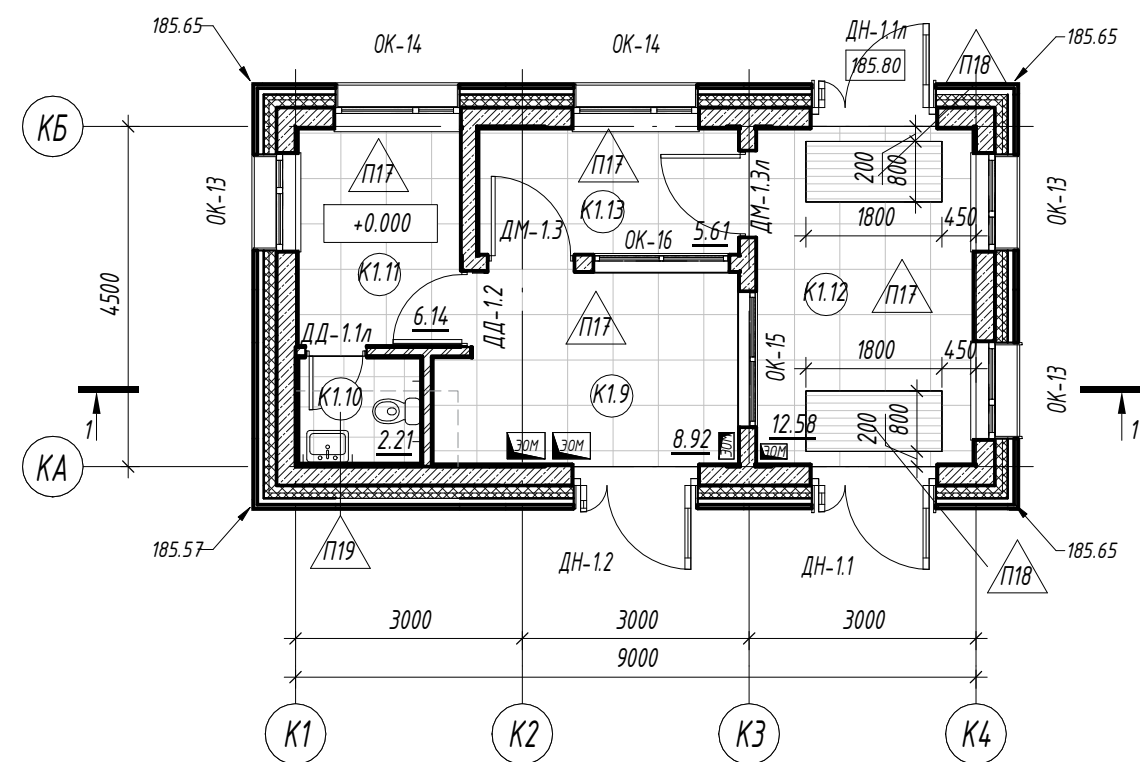 185.65
ОК-14
ОК-14
ДН-1.1л
185.80
185.65
П18
КБ
П17
П17
200
800
ОК-13
К1.13
ДМ-1.3л
ОК-13
+0.000
ДМ-1.3
5.61
1800
450
ОК-16
К1.11
К1.12
П17
4500
6.14
ДД-1.2
П17
ДД-1.1л
ОК-15
1800
450
ОК-13
К1.10
К1.9
1
1
2.21
ЭОМ
ЭОМ
8.92
ЭОМ
12.58
ЭОМ
200
800
КА
185.57
П19
ДН-1.2
ДН-1.1
185.65
П18
3000
3000
3000
9000
К1
К2
К3
К4